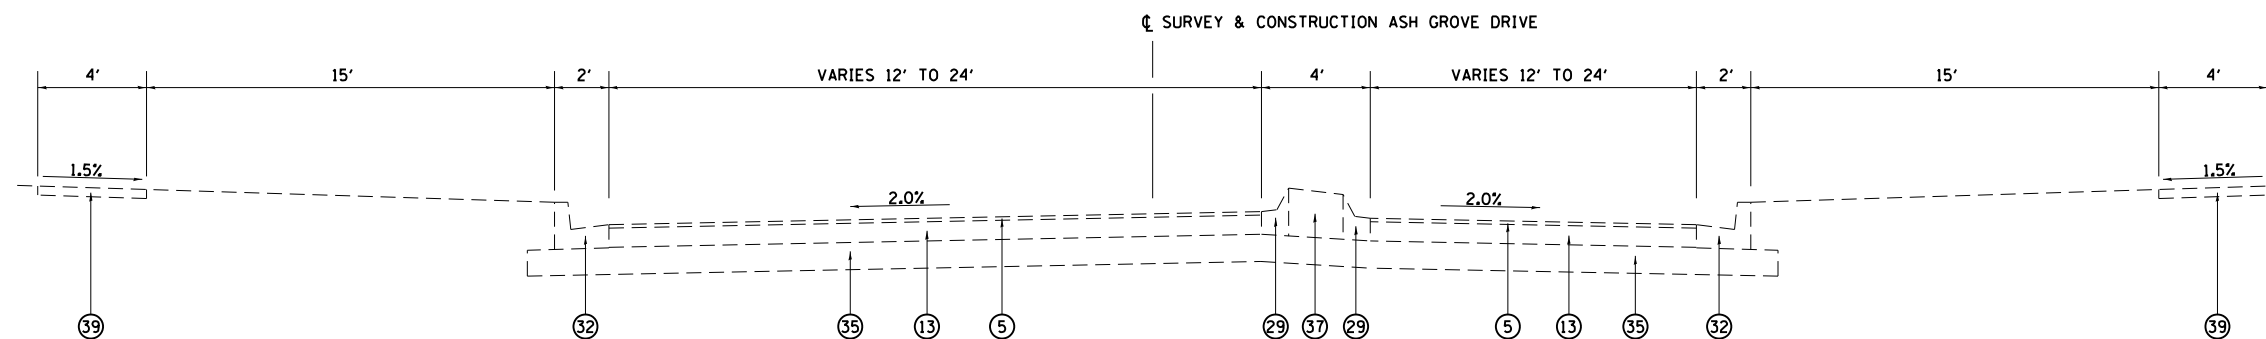 ℄ SURVEY & CONSTRUCTION ASH GROVE DRIVE
4' 15' 2' VARIES 12' TO 24' 4' VARIES 12' TO 24' 2' 15' 4'
1.5% 2.0% 2.0% 1.5%
39 32 35 13 5 29 37 29 5 13 35 32 39